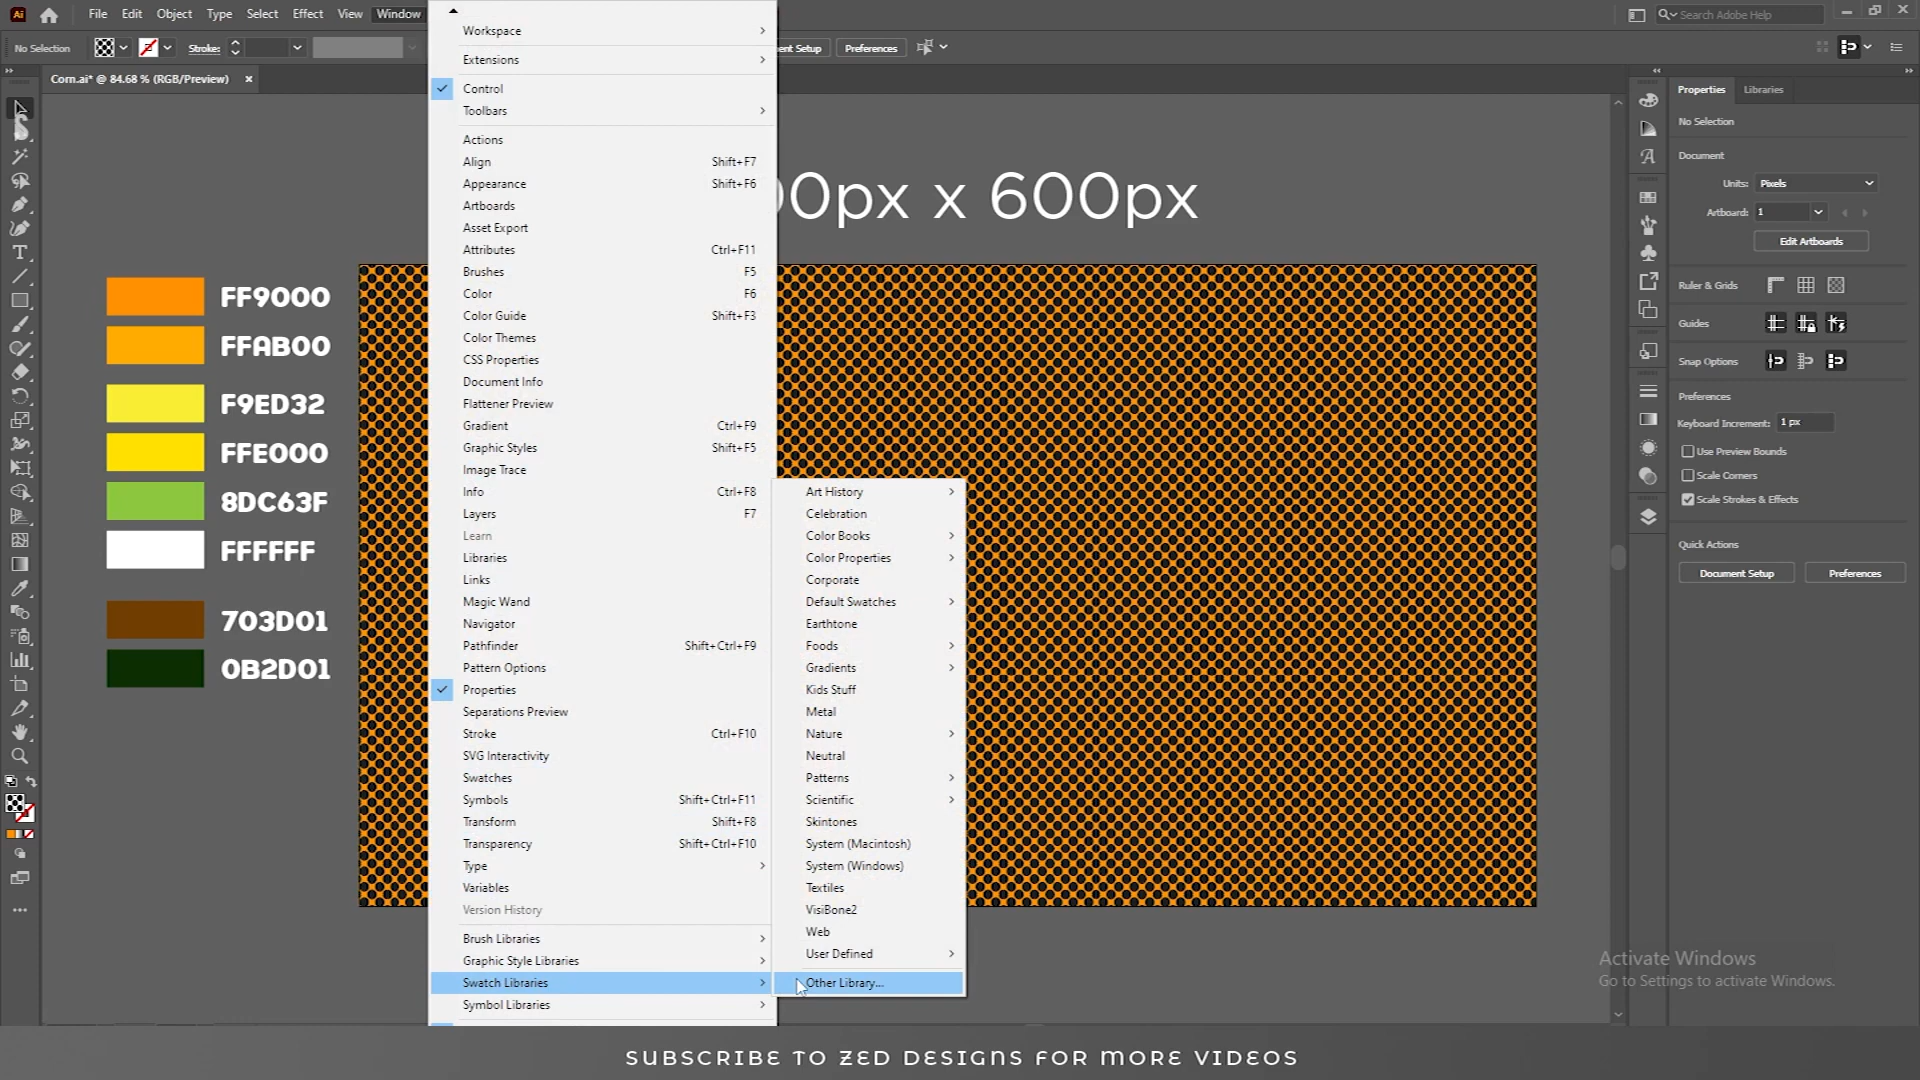 Ai
File
Edit
Object
Type
Select
Effect
View
Window
Search Adobe Help
No Selection
Stroke:
ent Setup
Preferences
Corn.ai* @ 84.68 % (RGB/Preview)
00px x 600px
FF9000
FFAB00
F9ED32
FFE000
8DC63F
FFFFFF
703D01
0B2D01
Workspace
Extensions
Control
Toolbars
Actions
Align Shift+F7
Appearance Shift+F6
Artboards
Asset Export
Attributes Ctrl+F11
Brushes F5
Color F6
Color Guide Shift+F3
Color Themes
CSS Properties
Document Info
Flattener Preview
Gradient Ctrl+F9
Graphic Styles Shift+F5
Image Trace
Info Ctrl+F8
Layers F7
Learn
Libraries
Links
Magic Wand
Navigator
Pathfinder Shift+Ctrl+F9
Pattern Options
Properties
Separations Preview
Stroke Ctrl+F10
SVG Interactivity
Swatches
Symbols Shift+Ctrl+F11
Transform Shift+F8
Transparency Shift+Ctrl+F10
Type
Variables
Version History
Brush Libraries
Graphic Style Libraries
Swatch Libraries
Symbol Libraries
Art History
Celebration
Color Books
Color Properties
Corporate
Default Swatches
Earthtone
Foods
Gradients
Kids Stuff
Metal
Nature
Neutral
Patterns
Scientific
Skintones
System (Macintosh)
System (Windows)
Textiles
VisiBone2
Web
User Defined
Other Library...
Properties
Libraries
No Selection
Document
Units: Pixels
Artboard: 1
Edit Artboards
Ruler & Grids
Guides
Snap Options
Preferences
Keyboard Increment: 1 px
Use Preview Bounds
Scale Corners
Scale Strokes & Effects
Quick Actions
Document Setup
Preferences
Activate Windows
Go to Settings to activate Windows.
SUBSCRIBE TO ZED DESIGNS FOR MORE VIDEOS